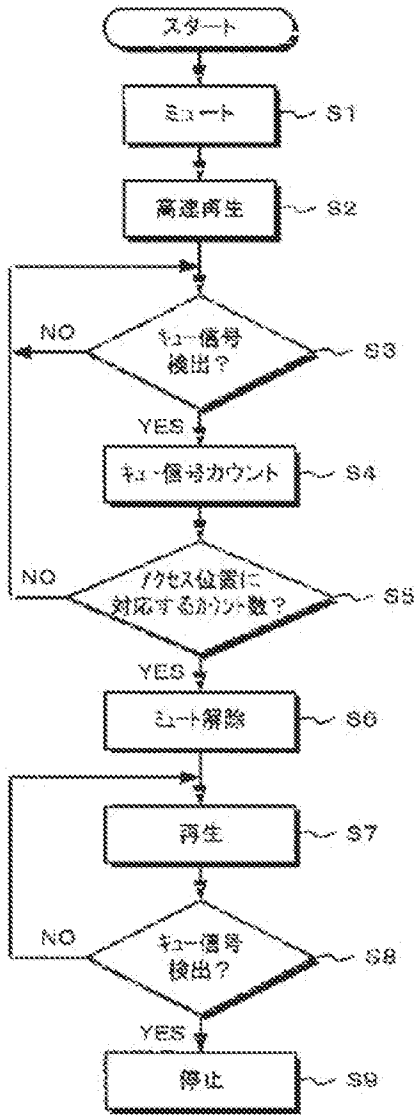 スタート
ミュート
S1
高速再生
S2
NO
キュー信号
検出？
S3
YES
キュー信号カウント
S4
NO
アクセス位置に
対応するカウント数？
S5
YES
ミュート解除
S6
再生
S7
NO
キュー信号
検出？
S8
YES
停止
S9